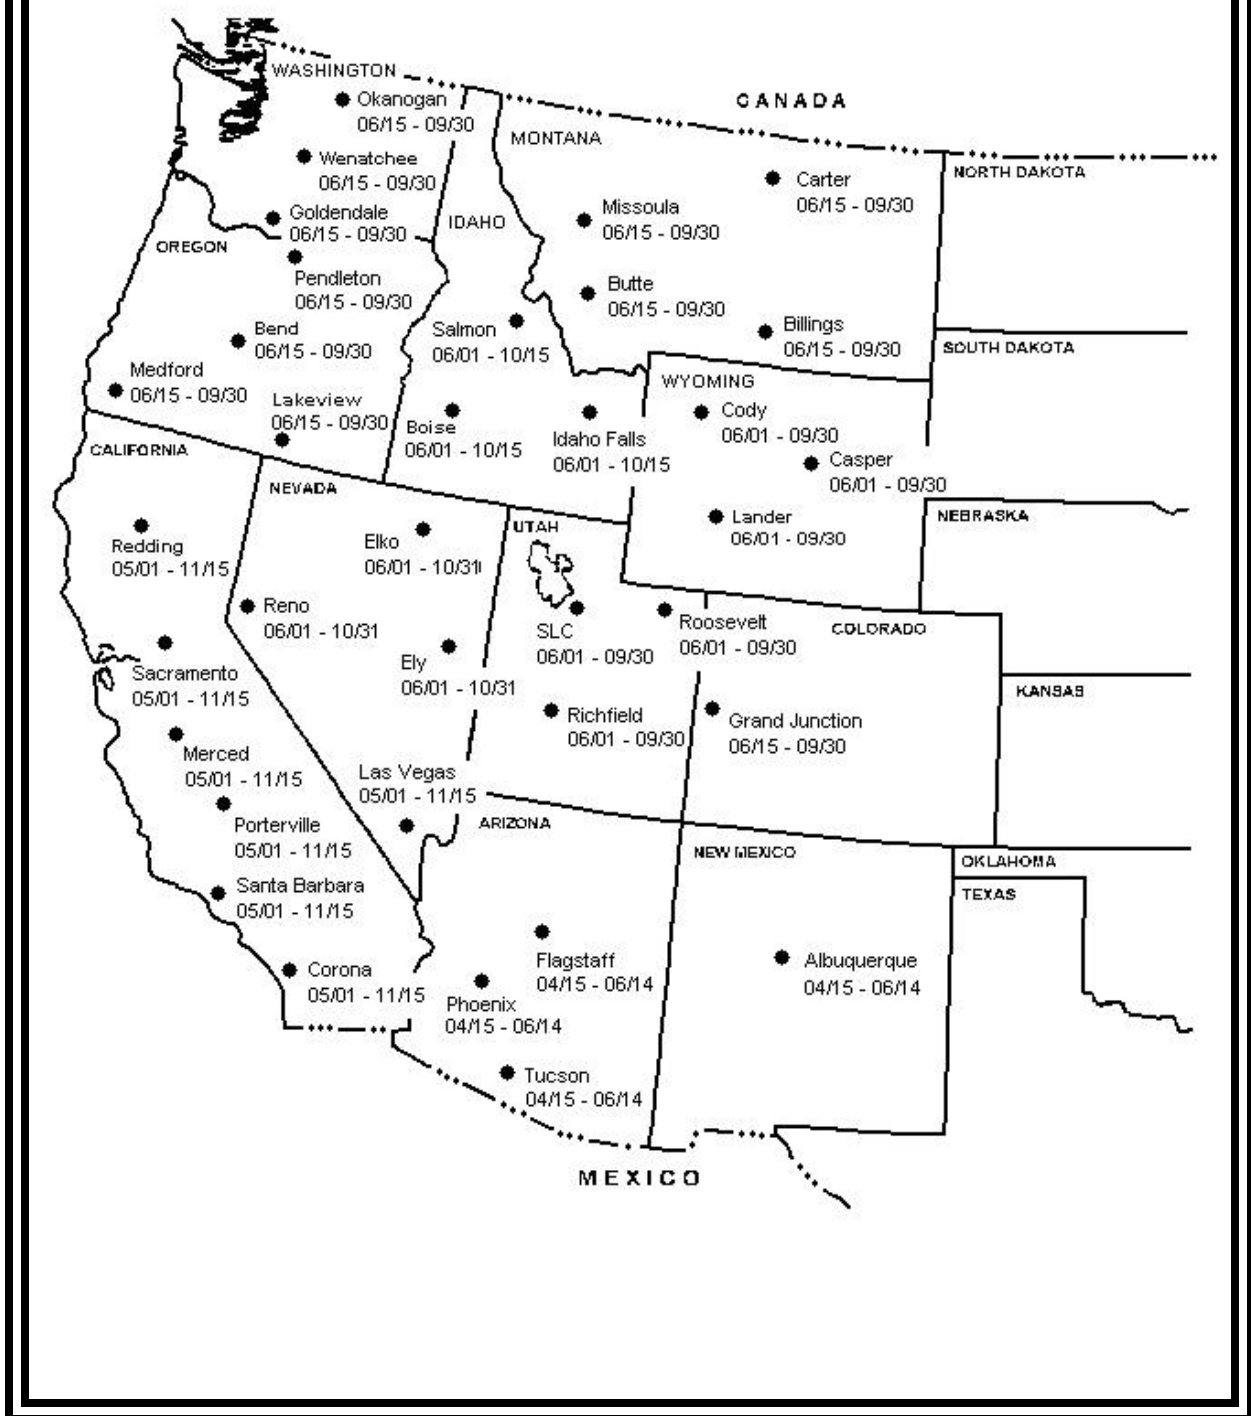 WASHINGTON
Okanogan
06/15 - 09/30
CANADA
MONTANA
Wenatchee
06/15 - 09/30
NORTH DAKOTA
Carter
06/15 - 09/30
Goldendale
06/15 - 09/30
IDAHO
Missoula
06/15 - 09/30
OREGON
Pendleton
06/15 - 09/30
Butte
06/15 - 09/30
Bend
06/15 - 09/30
Salmon
06/01 - 10/15
Billings
06/15 - 09/30
SOUTH DAKOTA
Medford
06/15 - 09/30
Lakeview
06/15 - 09/30
WYOMING
Cody
06/01 - 09/30
Boise
06/01 - 10/15
Idaho Falls
06/01 - 10/15
CALIFORNIA
Casper
06/01 - 09/30
NEVADA
Lander
06/01 - 09/30
NEBRASKA
UTAH
Redding
05/01 - 11/15
Elko
06/01 - 10/31
Reno
06/01 - 10/31
SLC
06/01 - 09/30
Roosevelt
06/01 - 09/30
COLORADO
Sacramento
05/01 - 11/15
Ely
06/01 - 10/31
KANSAS
Richfield
06/01 - 09/30
Grand Junction
06/15 - 09/30
Merced
05/01 - 11/15
Las Vegas
05/01 - 11/15
Porterville
05/01 - 11/15
ARIZONA
NEW MEXICO
OKLAHOMA
TEXAS
Santa Barbara
05/01 - 11/15
Flagstaff
04/15 - 06/14
Albuquerque
04/15 - 06/14
Corona
05/01 - 11/15
Phoenix
04/15 - 06/14
Tucson
04/15 - 06/14
MEXICO